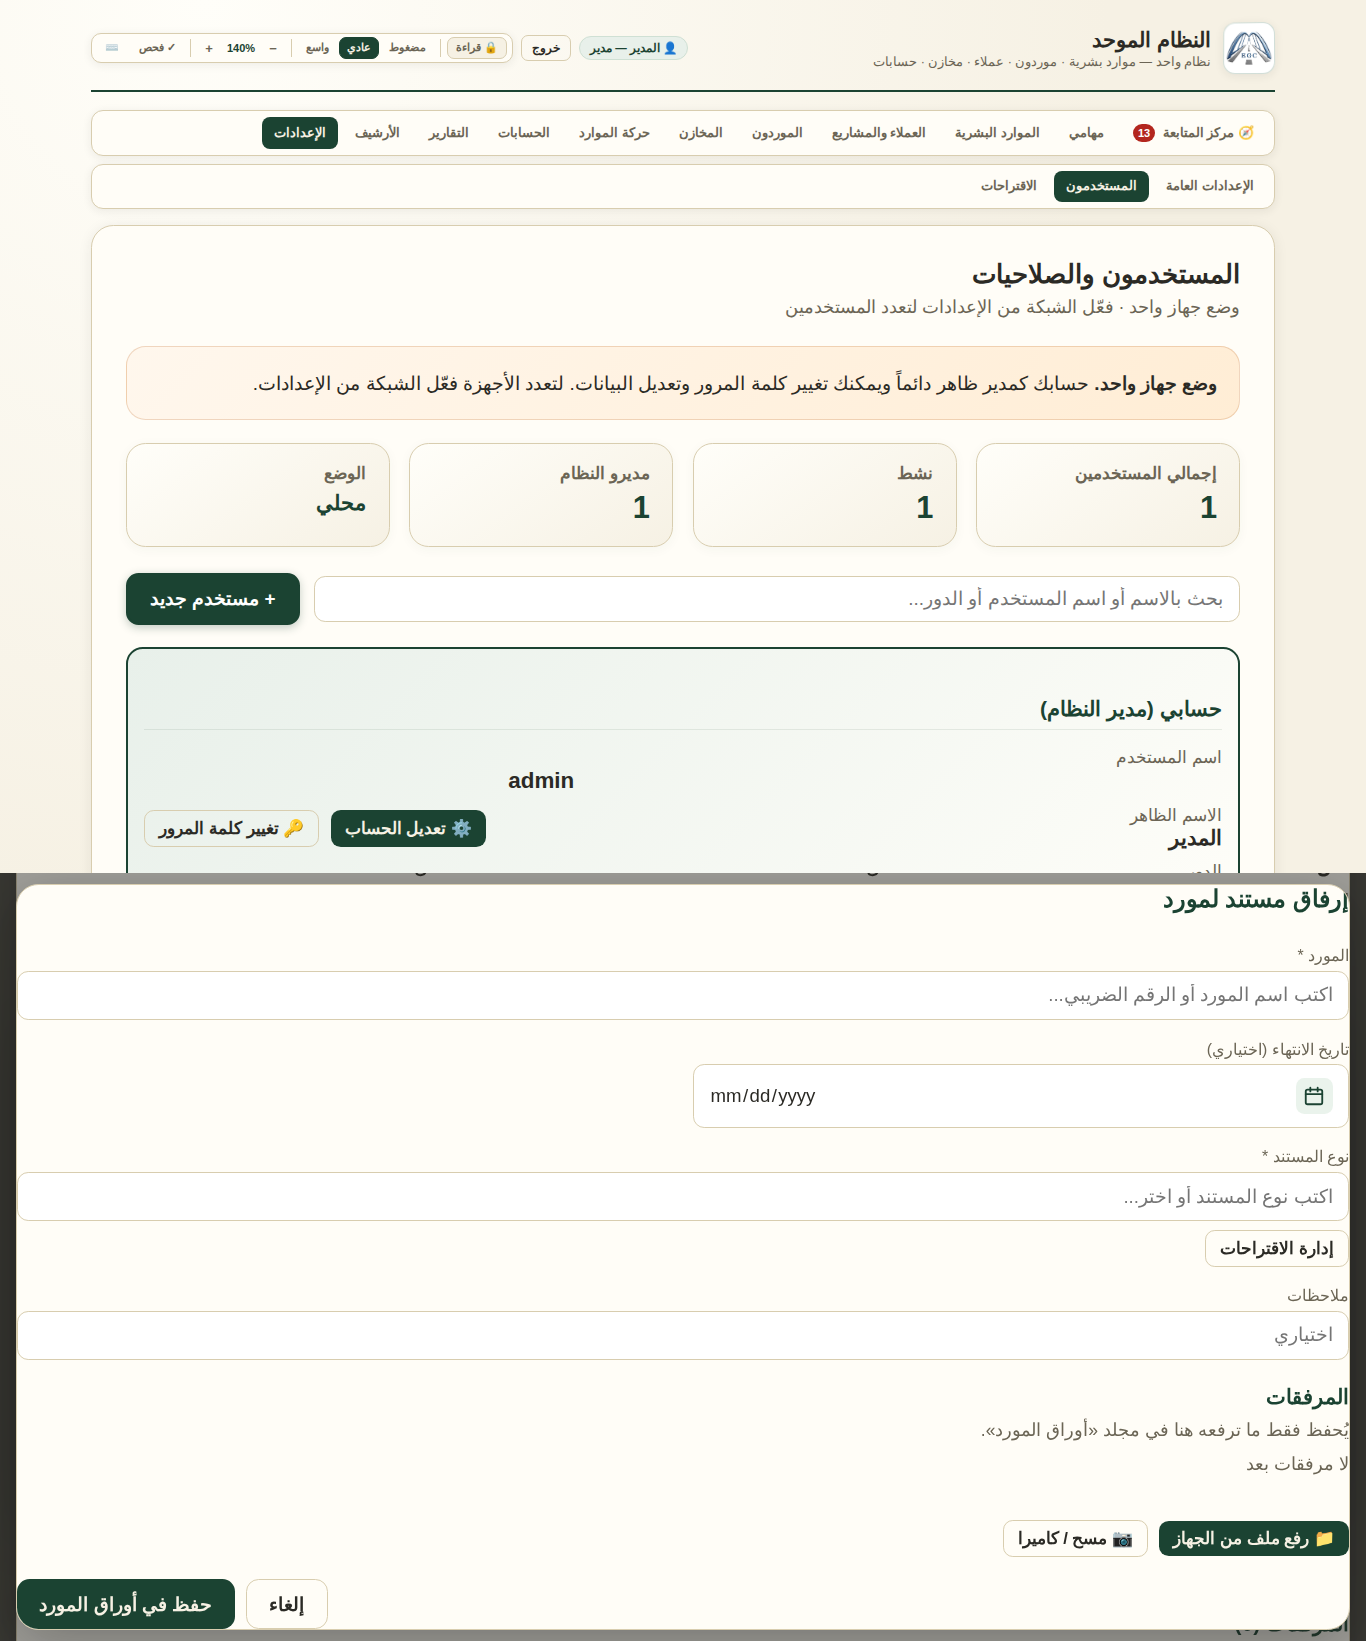 النظام الموحد
نظام واحد — موارد بشرية · موردون · عملاء · مخازن · حسابات
BOC
👤 المدير — مدير
خروج
🔒 قراءة
مضغوط
عادي
واسع
− 140% +
✓ فحص
🧭 مركز المتابعة 13
مهامي
الموارد البشرية
العملاء والمشاريع
الموردون
المخازن
حركة الموارد
الحسابات
التقارير
الأرشيف
الإعدادات
الإعدادات العامة
المستخدمون
الاقتراحات
المستخدمون والصلاحيات
وضع جهاز واحد · فعّل الشبكة من الإعدادات لتعدد المستخدمين
وضع جهاز واحد. حسابك كمدير ظاهر دائماً ويمكنك تغيير كلمة المرور وتعديل البيانات. لتعدد الأجهزة فعّل الشبكة من الإعدادات.
إجمالي المستخدمين
1
نشط
1
مديرو النظام
1
الوضع
محلي
بحث بالاسم أو اسم المستخدم أو الدور...
+ مستخدم جديد
حسابي (مدير النظام)
اسم المستخدم
admin
الاسم الظاهر
المدير
⚙️ تعديل الحساب
🔑 تغيير كلمة المرور
الدور
إرفاق مستند لمورد
المورد *
اكتب اسم المورد أو الرقم الضريبي...
تاريخ الانتهاء (اختياري)
mm/dd/yyyy
نوع المستند *
اكتب نوع المستند أو اختر...
إدارة الاقتراحات
ملاحظات
اختياري
المرفقات
يُحفظ فقط ما ترفعه هنا في مجلد «أوراق المورد».
لا مرفقات بعد
📁 رفع ملف من الجهاز
📷 مسح / كاميرا
إلغاء
حفظ في أوراق المورد